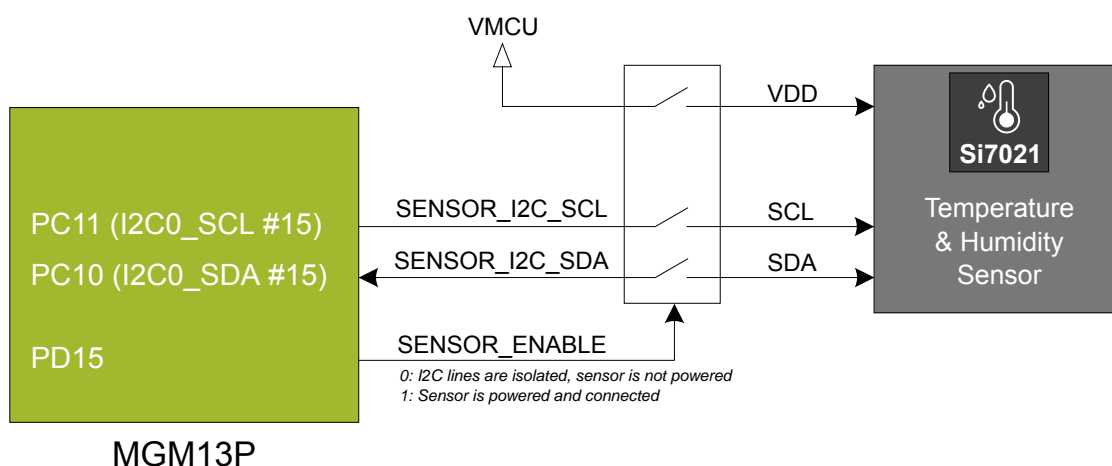 VMCU
VDD
Si7021
PC11 (I2C0_SCL #15)
SENSOR_I2C_SCL
SCL
Temperature
& Humidity
Sensor
PC10 (I2C0_SDA #15)
SENSOR_I2C_SDA
SDA
PD15
SENSOR_ENABLE
0: I2C lines are isolated, sensor is not powered
1: Sensor is powered and connected
MGM13P